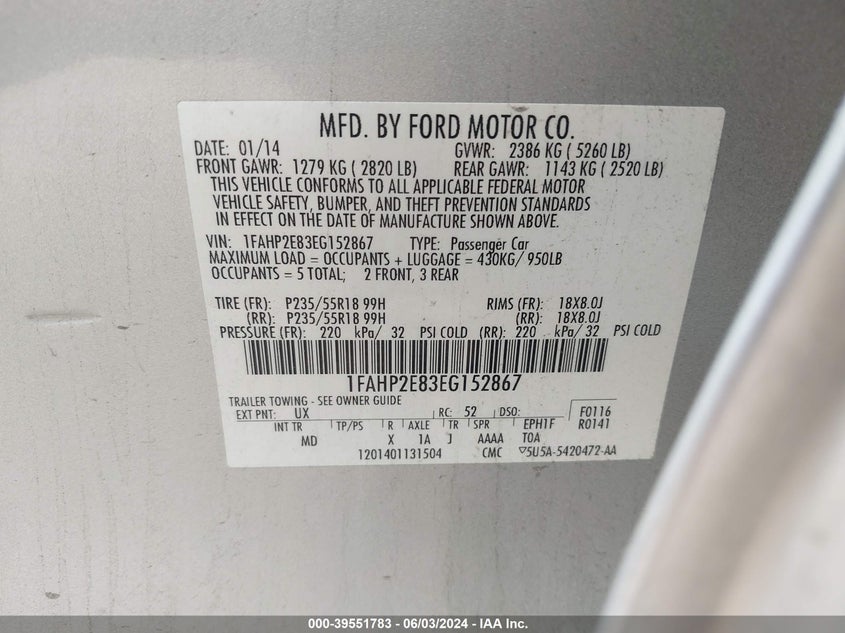 MFD. BY FORD MOTOR CO.
DATE: 01/14 GVWR: 2386 KG ( 5260 LB)
FRONT GAWR: 1279 KG ( 2820 LB) REAR GAWR: 1143 KG ( 2520 LB)
THIS VEHICLE CONFORMS TO ALL APPLICABLE FEDERAL MOTOR
VEHICLE SAFETY, BUMPER, AND THEFT PREVENTION STANDARDS
IN EFFECT ON THE DATE OF MANUFACTURE SHOWN ABOVE.
VIN: 1FAHP2E83EG152867 TYPE: Passenger Car
MAXIMUM LOAD = OCCUPANTS + LUGGAGE = 430KG/ 950LB
OCCUPANTS = 5 TOTAL; 2 FRONT, 3 REAR
TIRE (FR): P235/55R18 99H RIMS (FR): 18X8.0J
(RR): P235/55R18 99H (RR): 18X8.0J
PRESSURE (FR): 220 kPa/ 32 PSI COLD (RR): 220 kPa/ 32 PSI COLD
1FAHP2E83EG152867
TRAILER TOWING - SEE OWNER GUIDE
EXT PNT: UX RC: 52 DSO: F0116
INT TR TP/PS R AXLE TR SPR EPH1F R0141
MD X 1A J AAAA TOA
1201401131504 CMC ▽5U5A-5420472-AA
000-39551783 - 06/03/2024 - IAA Inc.